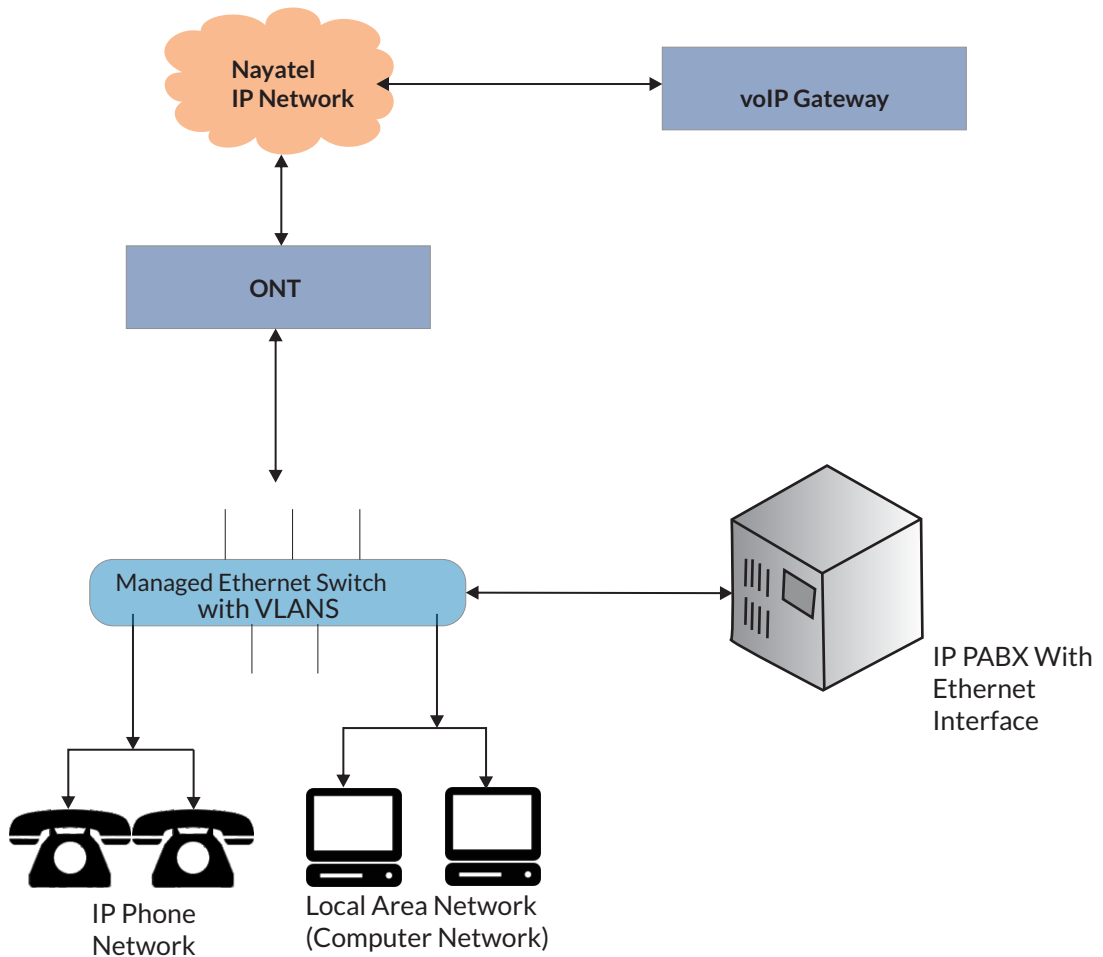 Nayatel
IP Network
voIP Gateway
ONT
Managed Ethernet Switch
with VLANS
IP PABX With
Ethernet
Interface
IP Phone
Network
Local Area Network
(Computer Network)